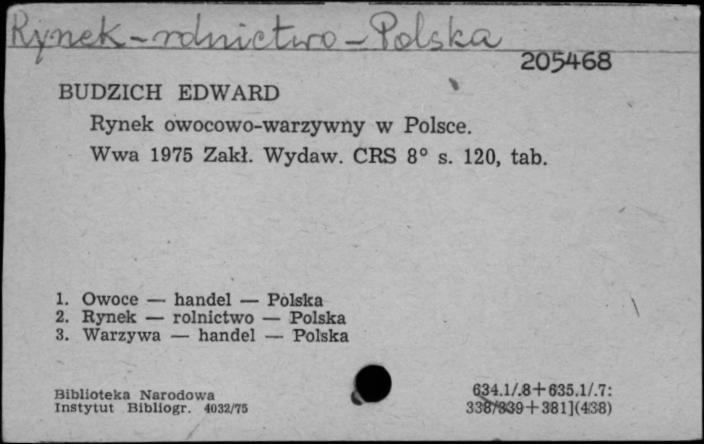 Rynek - rolnictwo - Polska
205468
BUDZICH EDWARD
Rynek owocowo-warzywny w Polsce.
Wwa 1975 Zakł. Wydaw. CRS 8° s. 120, tab.
1. Owoce — handel — Polska
2. Rynek — rolnictwo — Polska
3. Warzywa — handel — Polska
Biblioteka Narodowa
Instytut Bibliogr. 4032/75
634.1/.8+635.1/.7:
338/339+381](438)